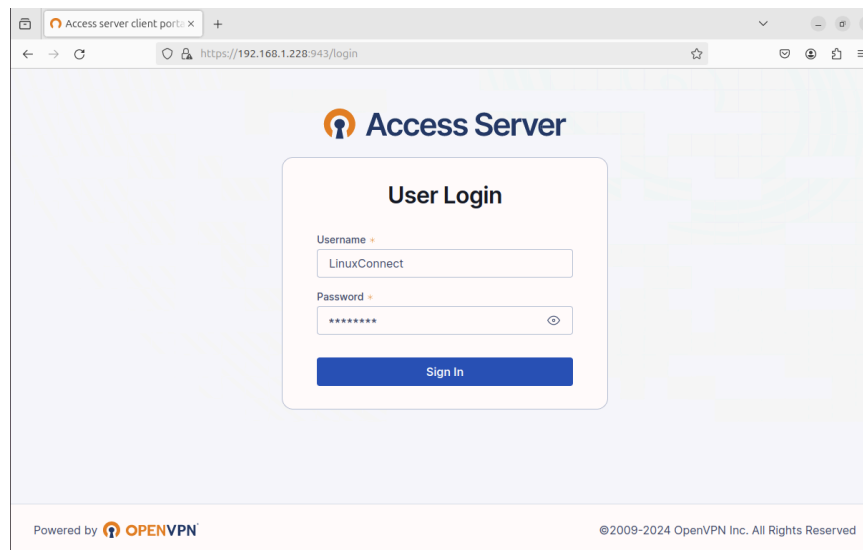 Access server client porta
https://192.168.1.228:943/login
Access Server
User Login
Username *
LinuxConnect
Password *
********
Sign In
Powered by OPENVPN
©2009-2024 OpenVPN Inc. All Rights Reserved